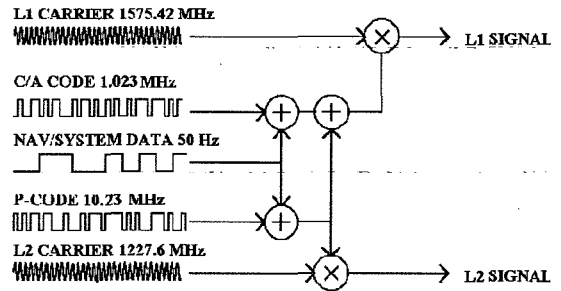 L1 CARRIER 1575.42 MHz
L1 SIGNAL
C/A CODE 1.023 MHz
NAV/SYSTEM DATA 50 Hz
P-CODE 10.23 MHz
L2 CARRIER 1227.6 MHz
L2 SIGNAL